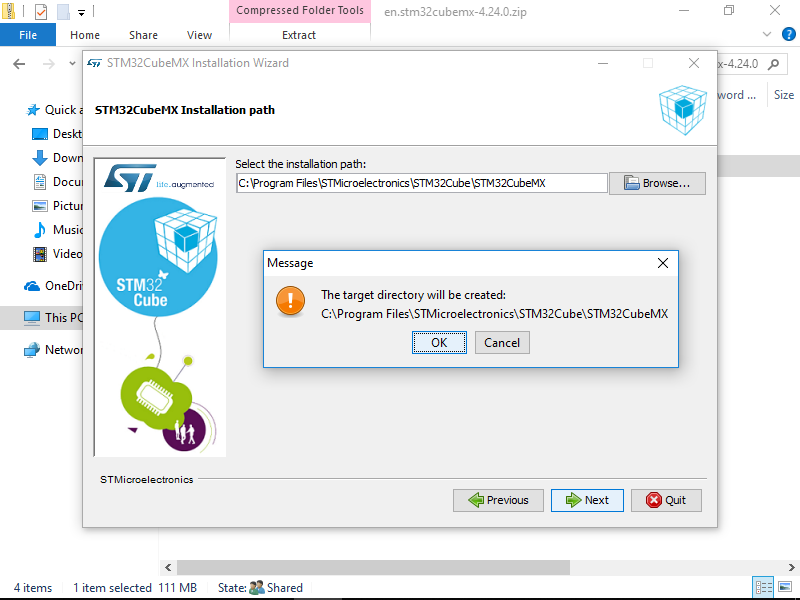 Compressed Folder Tools
en.stm32cubemx-4.24.0.zip
File
Home
Share
View
Extract
STM32CubeMX Installation Wizard
x-4.24.0
STM32CubeMX Installation path
word ...
Size
Quick a
Deskt
Down
Docu
Pictur
Music
Video
OneDri
This PC
Networ
ST
life.augmented
STM32
Cube
Select the installation path:
C:\Program Files\STMicroelectronics\STM32Cube\STM32CubeMX
Browse...
Message
The target directory will be created:
C:\Program Files\STMicroelectronics\STM32Cube\STM32CubeMX
OK
Cancel
STMicroelectronics
Previous
Next
Quit
4 items
1 item selected 111 MB
State:
Shared